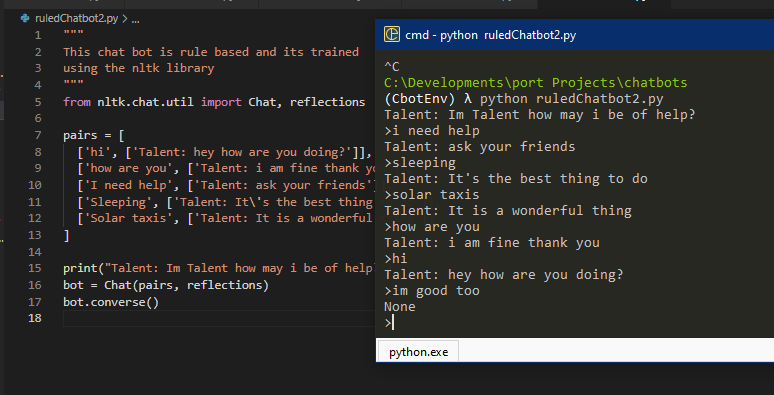 ruledChatbot2.py > ...
1 """
2 This chat bot is rule based and its trained
3 using the nltk library
4 """
5 from nltk.chat.util import Chat, reflections
6
7 pairs = [
8 ['hi', ['Talent: hey how are you doing?']],
9 ['how are you', ['Talent: i am fine thank
10 ['I need help', ['Talent: ask your friends'
11 ['Sleeping', ['Talent: It\'s the best thing
12 ['Solar taxis', ['Talent: It is a wonderful
13 ]
14
15 print("Talent: Im Talent how may i be of help
16 bot = Chat(pairs, reflections)
17 bot.converse()
18
cmd - python ruledChatbot2.py
^C
C:\Developments\port Projects\chatbots
(CbotEnv) λ python ruledChatbot2.py
Talent: Im Talent how may i be of help?
>i need help
Talent: ask your friends
>sleeping
Talent: It's the best thing to do
>solar taxis
Talent: It is a wonderful thing
>how are you
Talent: i am fine thank you
>hi
Talent: hey how are you doing?
>im good too
None
>
python.exe